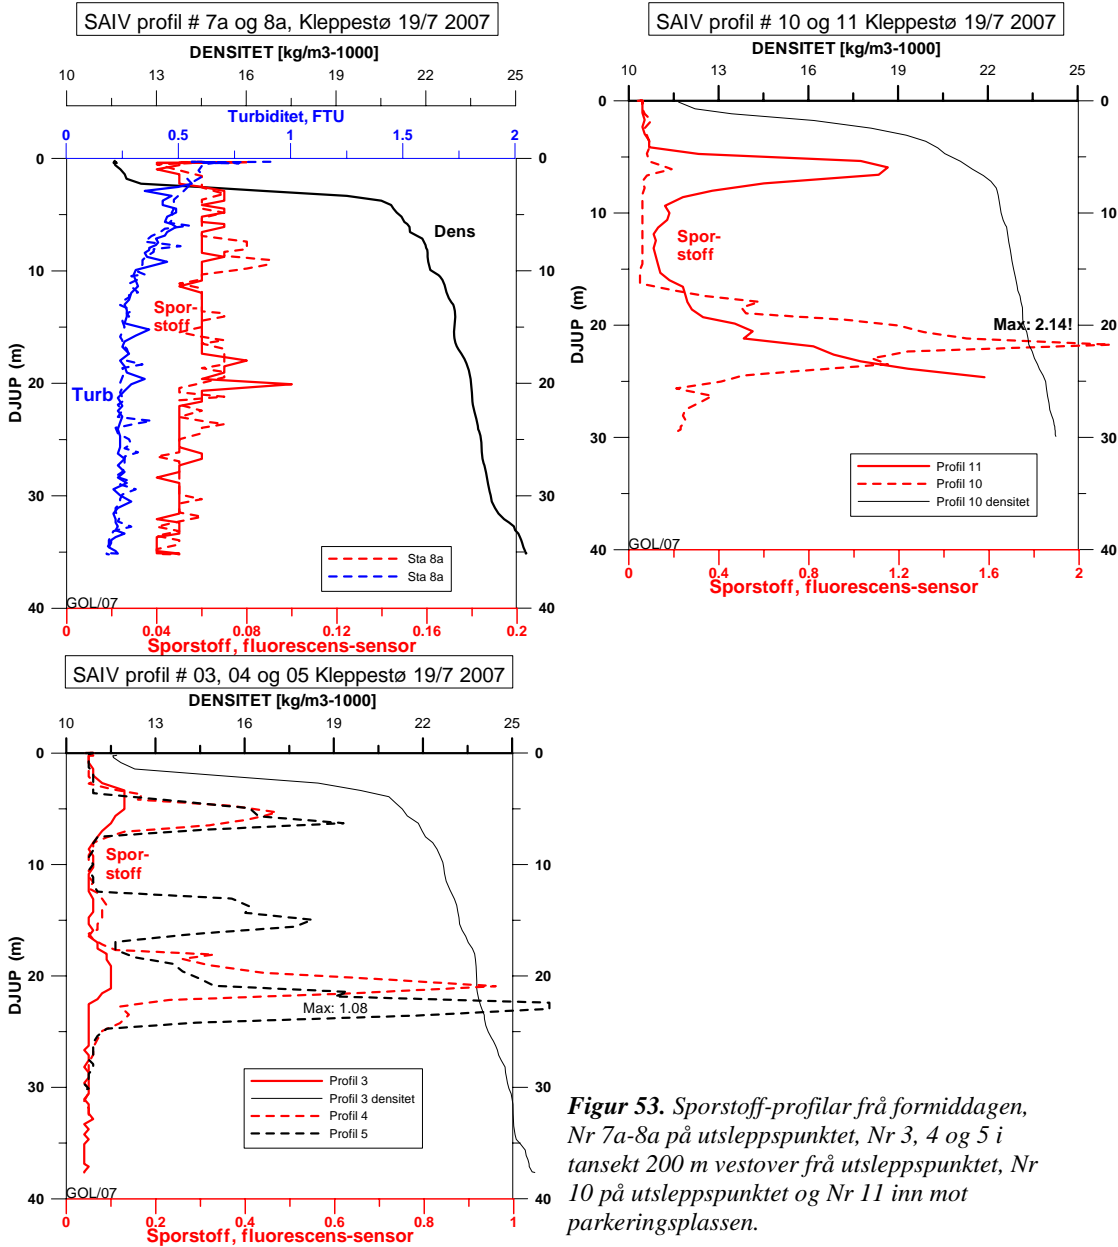 SAIV profil # 7a og 8a, Kleppestø 19/7 2007
DENSITET [kg/m3-1000]
10 13 16 19 22 25
Turbiditet, FTU
0 0.5 1 1.5 2
0 0
10 10
20 20
30 30
40 40
DJUP (m)
Dens
Spor-
stoff
Turb
Sta 8a
Sta 8a
GOL/07
0 0.04 0.08 0.12 0.16 0.2
Sporstoff, fluorescens-sensor
SAIV profil # 10 og 11 Kleppestø 19/7 2007
DENSITET [kg/m3-1000]
10 13 16 19 22 25
0 0
10 10
20 20
30 30
40 40
DJUP (m)
Spor-
stoff
Max: 2.14!
Profil 11
Profil 10
Profil 10 densitet
GOL/07
0 0.4 0.8 1.2 1.6 2
Sporstoff, fluorescens-sensor
SAIV profil # 03, 04 og 05 Kleppestø 19/7 2007
DENSITET [kg/m3-1000]
10 13 16 19 22 25
0 0
10 10
20 20
30 30
40 40
DJUP (m)
Spor-
stoff
Max: 1.08
Profil 3
Profil 3 densitet
Profil 4
Profil 5
GOL/07
0 0.2 0.4 0.6 0.8 1
Sporstoff, fluorescens-sensor
Figur 53. Sporstoff-profilar frå formiddagen,
Nr 7a-8a på utsleppspunktet, Nr 3, 4 og 5 i
tansekt 200 m vestover frå utsleppspunktet, Nr
10 på utsleppspunktet og Nr 11 inn mot
parkeringsplassen.